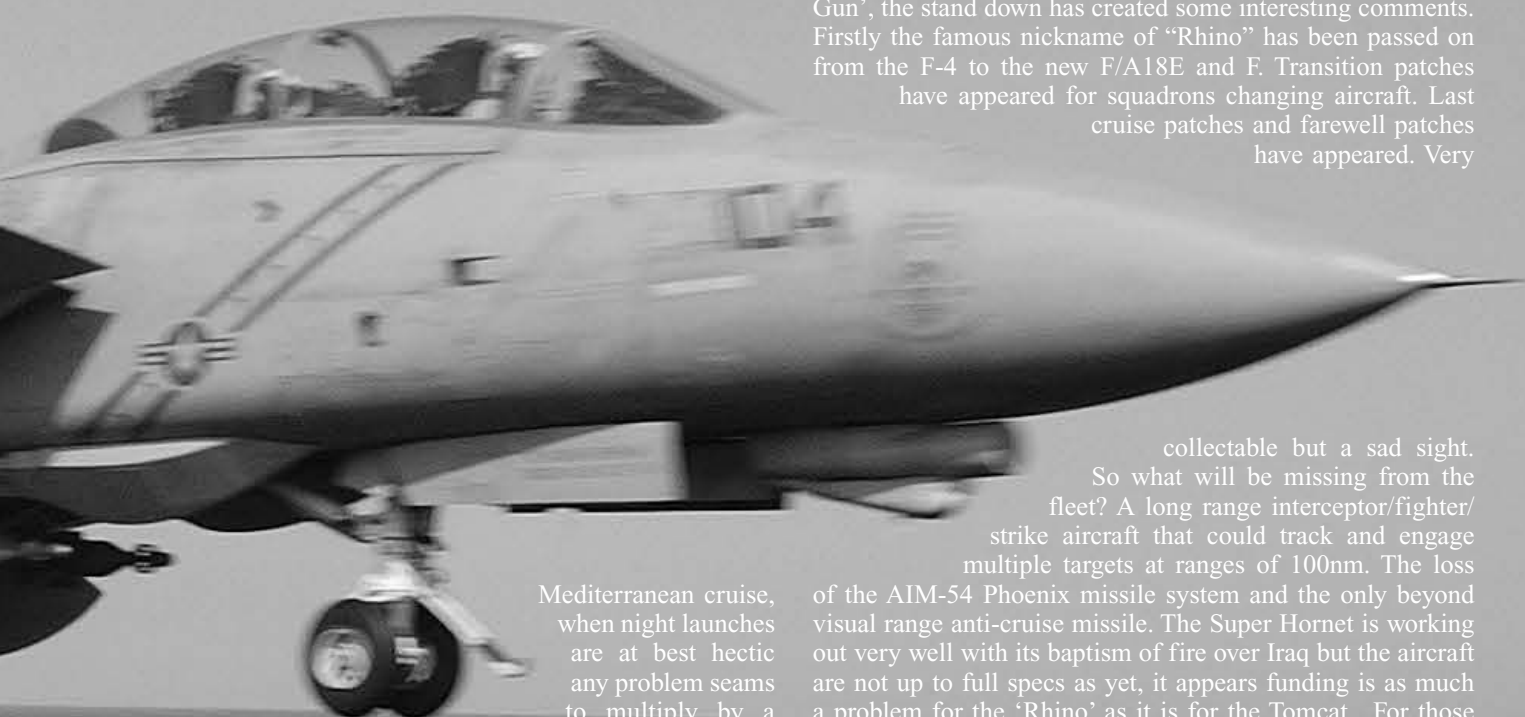 Mediterranean cruise,
when night launches
are at best hectic
any problem seams
to multiply by a
Gun’, the stand down has created some interesting comments.
Firstly the famous nickname of “Rhino” has been passed on
from the F-4 to the new F/A18E and F. Transition patches
have appeared for squadrons changing aircraft. Last
cruise patches and farewell patches
have appeared. Very
collectable but a sad sight.
So what will be missing from the
fleet? A long range interceptor/fighter/
strike aircraft that could track and engage
multiple targets at ranges of 100nm. The loss
of the AIM-54 Phoenix missile system and the only beyond
visual range anti-cruise missile. The Super Hornet is working
out very well with its baptism of fire over Iraq but the aircraft
are not up to full specs as yet, it appears funding is as much
a problem for the ‘Rhino’ as it is for the Tomcat. For those
104